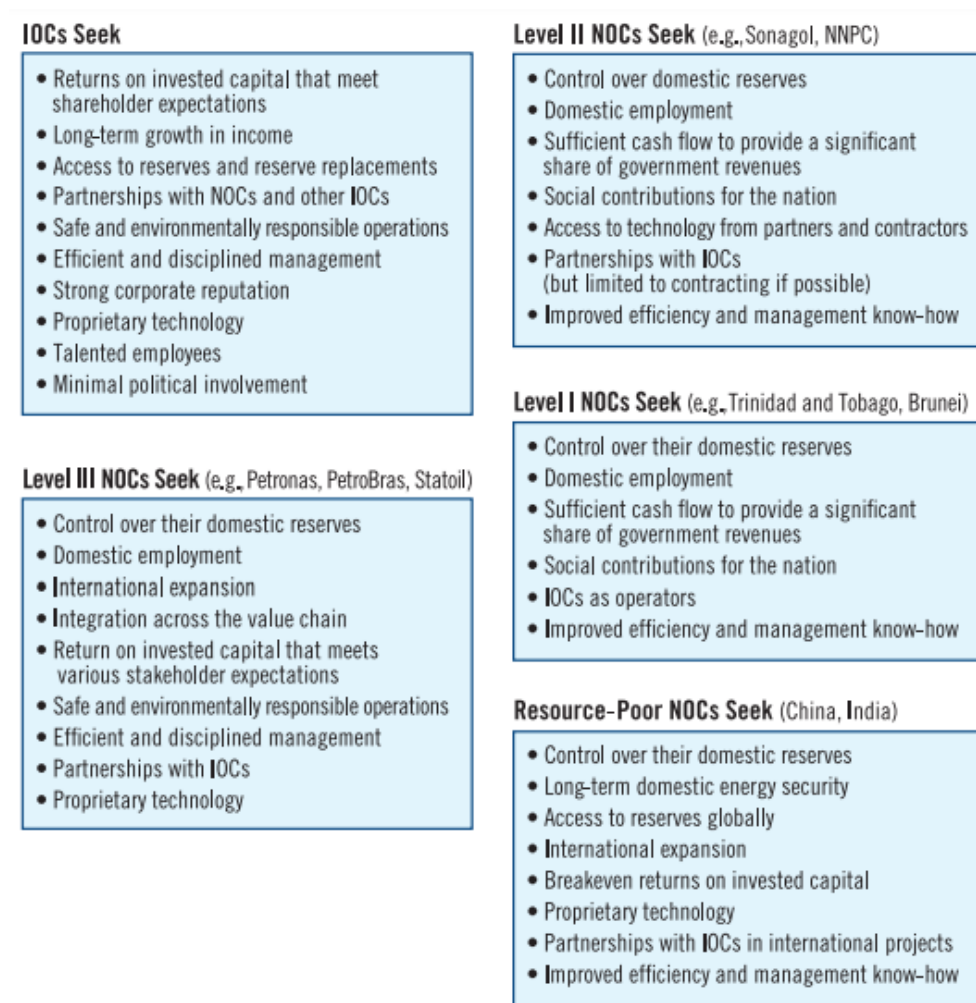 IOCs Seek
• Returns on invested capital that meet
shareholder expectations
• Long-term growth in income
• Access to reserves and reserve replacements
• Partnerships with NOCs and other IOCs
• Safe and environmentally responsible operations
• Efficient and disciplined management
• Strong corporate reputation
• Proprietary technology
• Talented employees
• Minimal political involvement
Level III NOCs Seek (e.g., Petronas, PetroBras, Statoil)
• Control over their domestic reserves
• Domestic employment
• International expansion
• Integration across the value chain
• Return on invested capital that meets
various stakeholder expectations
• Safe and environmentally responsible operations
• Efficient and disciplined management
• Partnerships with IOCs
• Proprietary technology
Level II NOCs Seek (e.g., Sonagol, NNPC)
• Control over domestic reserves
• Domestic employment
• Sufficient cash flow to provide a significant
share of government revenues
• Social contributions for the nation
• Access to technology from partners and contractors
• Partnerships with IOCs
(but limited to contracting if possible)
• Improved efficiency and management know-how
Level I NOCs Seek (e.g., Trinidad and Tobago, Brunei)
• Control over their domestic reserves
• Domestic employment
• Sufficient cash flow to provide a significant
share of government revenues
• Social contributions for the nation
• IOCs as operators
• Improved efficiency and management know-how
Resource-Poor NOCs Seek (China, India)
• Control over their domestic reserves
• Long-term domestic energy security
• Access to reserves globally
• International expansion
• Breakeven returns on invested capital
• Proprietary technology
• Partnerships with IOCs in international projects
• Improved efficiency and management know-how